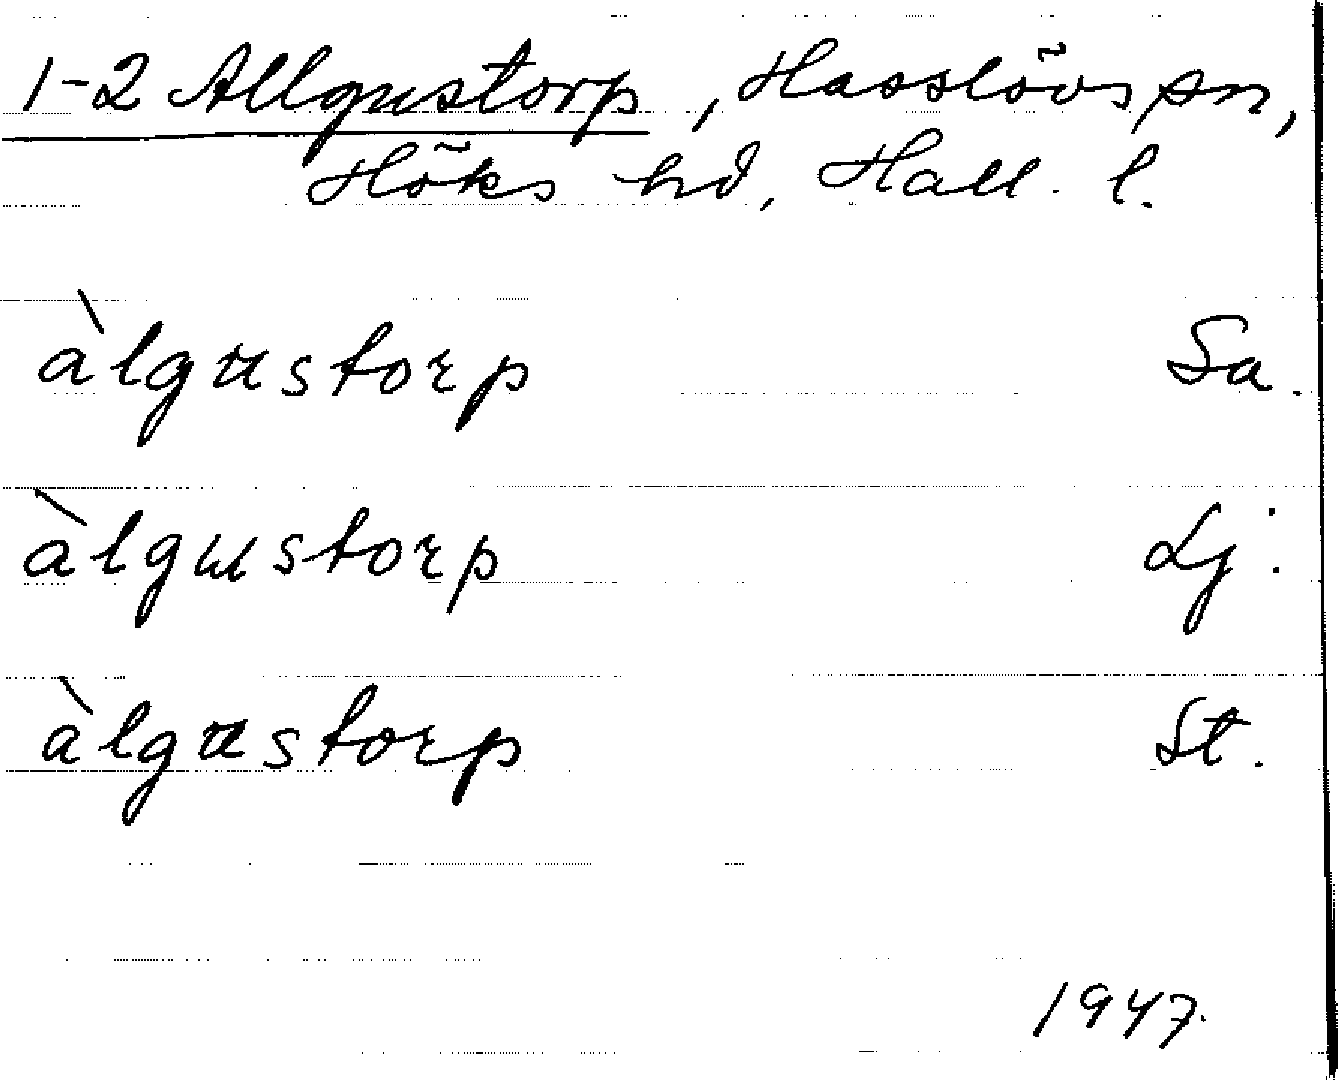 1-2 Allgustorp, Hasslövs sn,
Höks hd, Hall. l.
àlgustorp Sa.
àlgustorp Lj.
àlgustorp St.
1947.